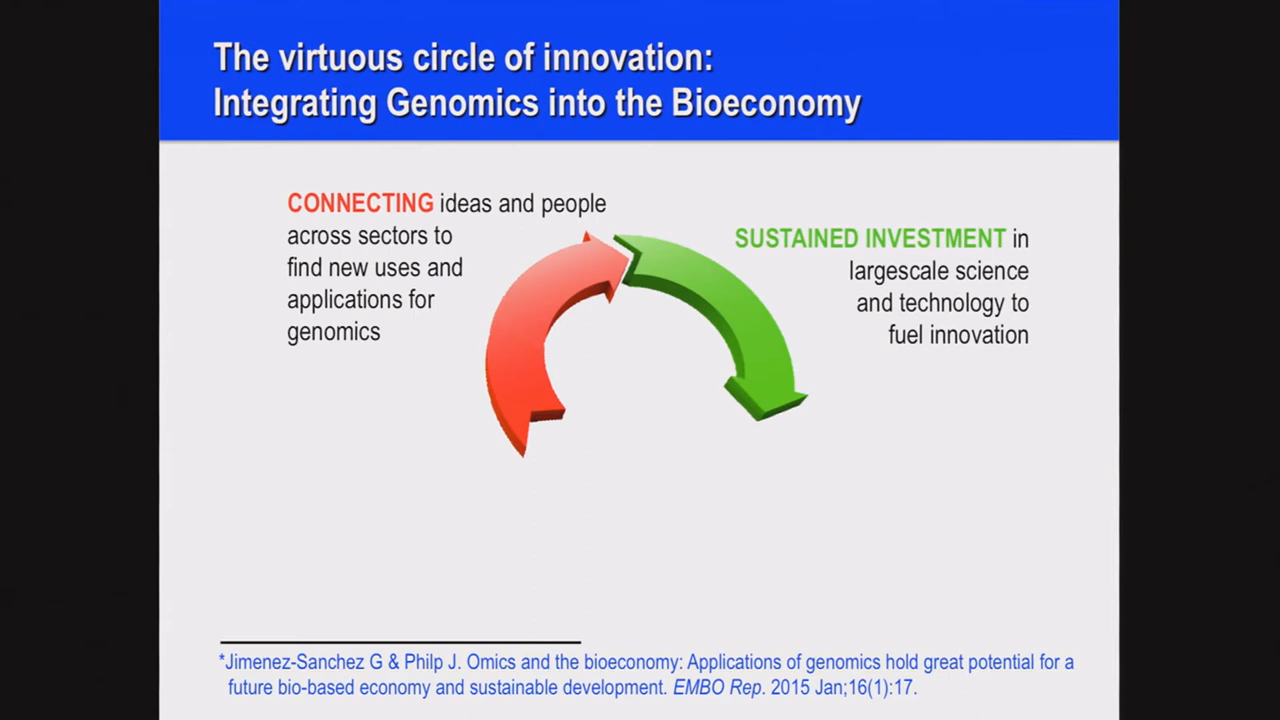 The virtuous circle of innovation:
Integrating Genomics into the Bioeconomy
CONNECTING ideas and people
across sectors to
find new uses and
applications for
genomics
SUSTAINED INVESTMENT in
largescale science
and technology to
fuel innovation
*Jimenez-Sanchez G & Philp J. Omics and the bioeconomy: Applications of genomics hold great potential for a
future bio-based economy and sustainable development. EMBO Rep. 2015 Jan;16(1):17.